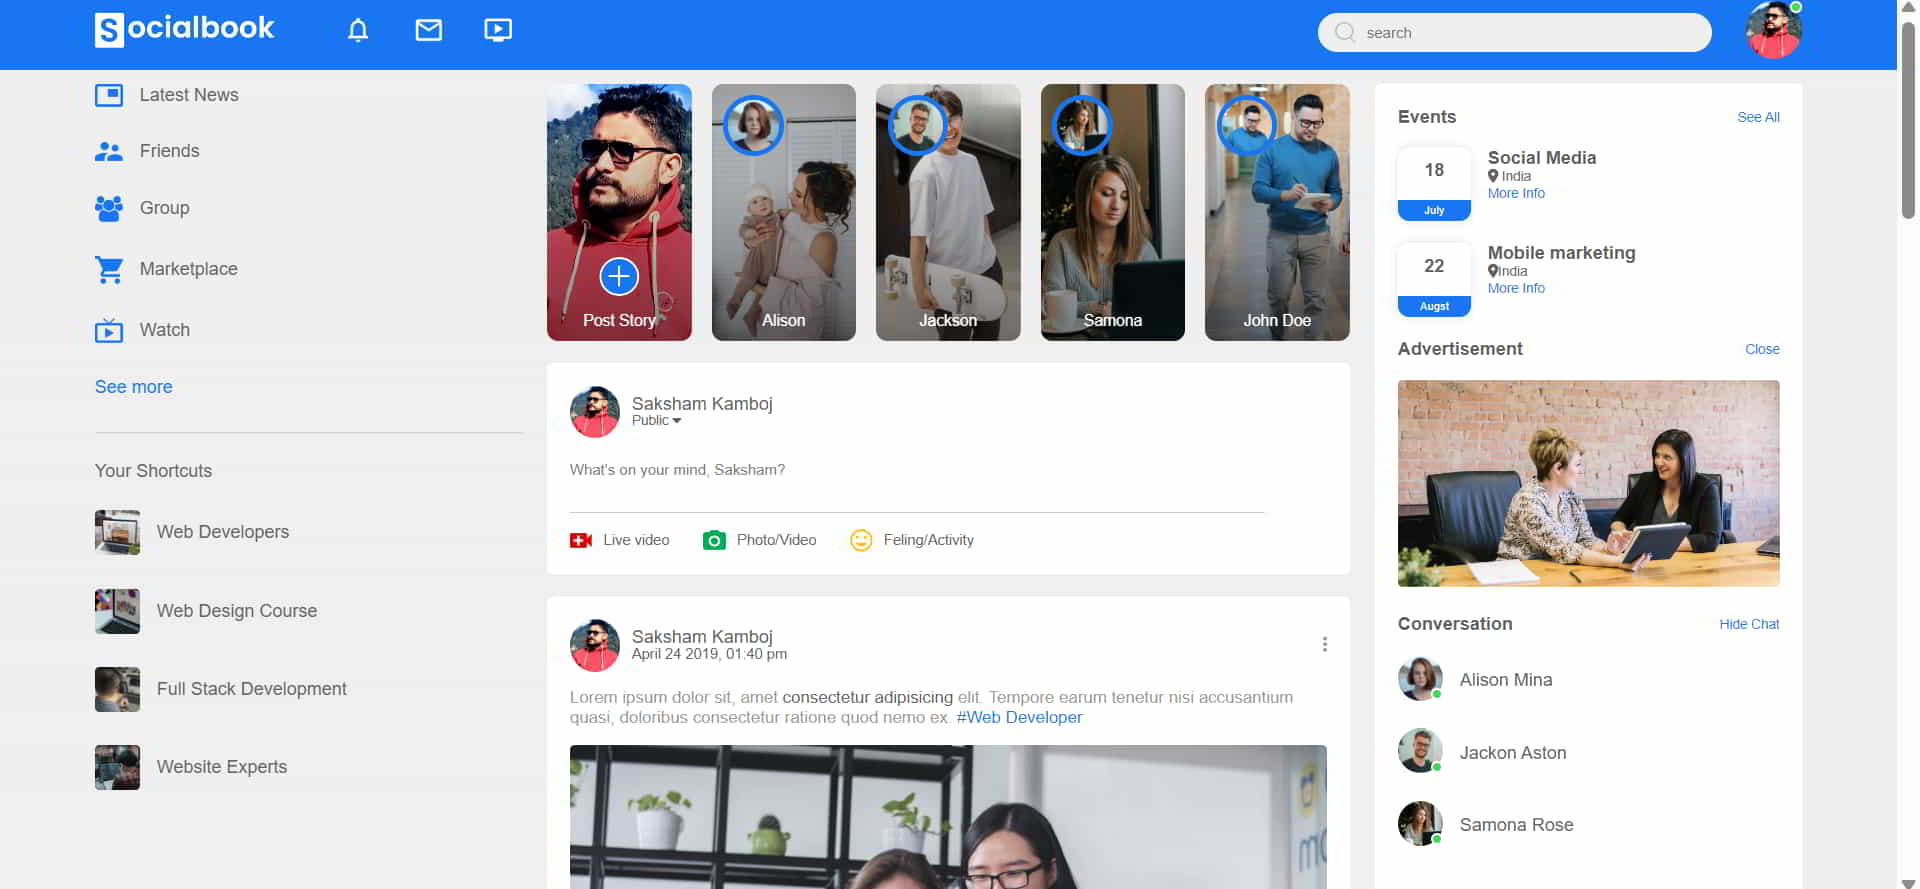 Socialbook
search
Latest News
Friends
Group
Marketplace
Watch
See more
Your Shortcuts
Web Developers
Web Design Course
Full Stack Development
Website Experts
Post Story
Alison
Jackson
Samona
John Doe
Saksham Kamboj
Public
What's on your mind, Saksham?
Live video
Photo/Video
Feling/Activity
Saksham Kamboj
April 24 2019, 01:40 pm
Lorem ipsum dolor sit, amet consectetur adipisicing elit. Tempore earum tenetur nisi accusantium
quasi, doloribus consectetur ratione quod nemo ex. #Web Developer
Events
See All
18
July
Social Media
India
More Info
22
Augst
Mobile marketing
India
More Info
Advertisement
Close
Conversation
Hide Chat
Alison Mina
Jackon Aston
Samona Rose